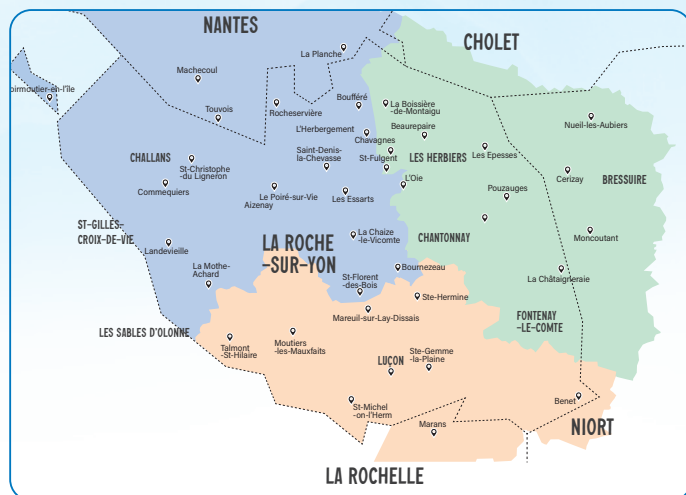 NANTES
CHOLET
La Planche
Machecoul
oirmoutier-en-l'île
Touvois
Rocheservière
Boufféré
La Boissière
-de-Montaigu
Nueil-les-Aubiers
L'Herbergement
Beaurepaire
Chavagnes
Saint-Denis-
la-Chevasse
St-Fulgent
LES HERBIERS
Les Epesses
CHALLANS
St-Christophe
-du Ligneron
Commequiers
Le Poiré-sur-Vie
Aizenay
Les Essarts
L'Oie
Pouzauges
Cerizay
BRESSUIRE
ST-GILLES-
CROIX-DE-VIE
Landevieille
LA ROCHE
-SUR-YON
La Chaize
-le-Vicomte
CHANTONNAY
Moncoutant
La Mothe-
Achard
St-Florent
-des-Bois
Bournezeau
La Châtaigneraie
Ste-Hermine
Mareuil-sur-Lay-Dissais
FONTENAY
-LE-COMTE
LES SABLES D'OLONNE
Talmont
-St-Hilaire
Moutiers
-les-Mauxfaits
LUÇON
Ste-Gemme
-la-Plaine
St-Michel
-on-l'Herm
Benet
Marans
NIORT
LA ROCHELLE